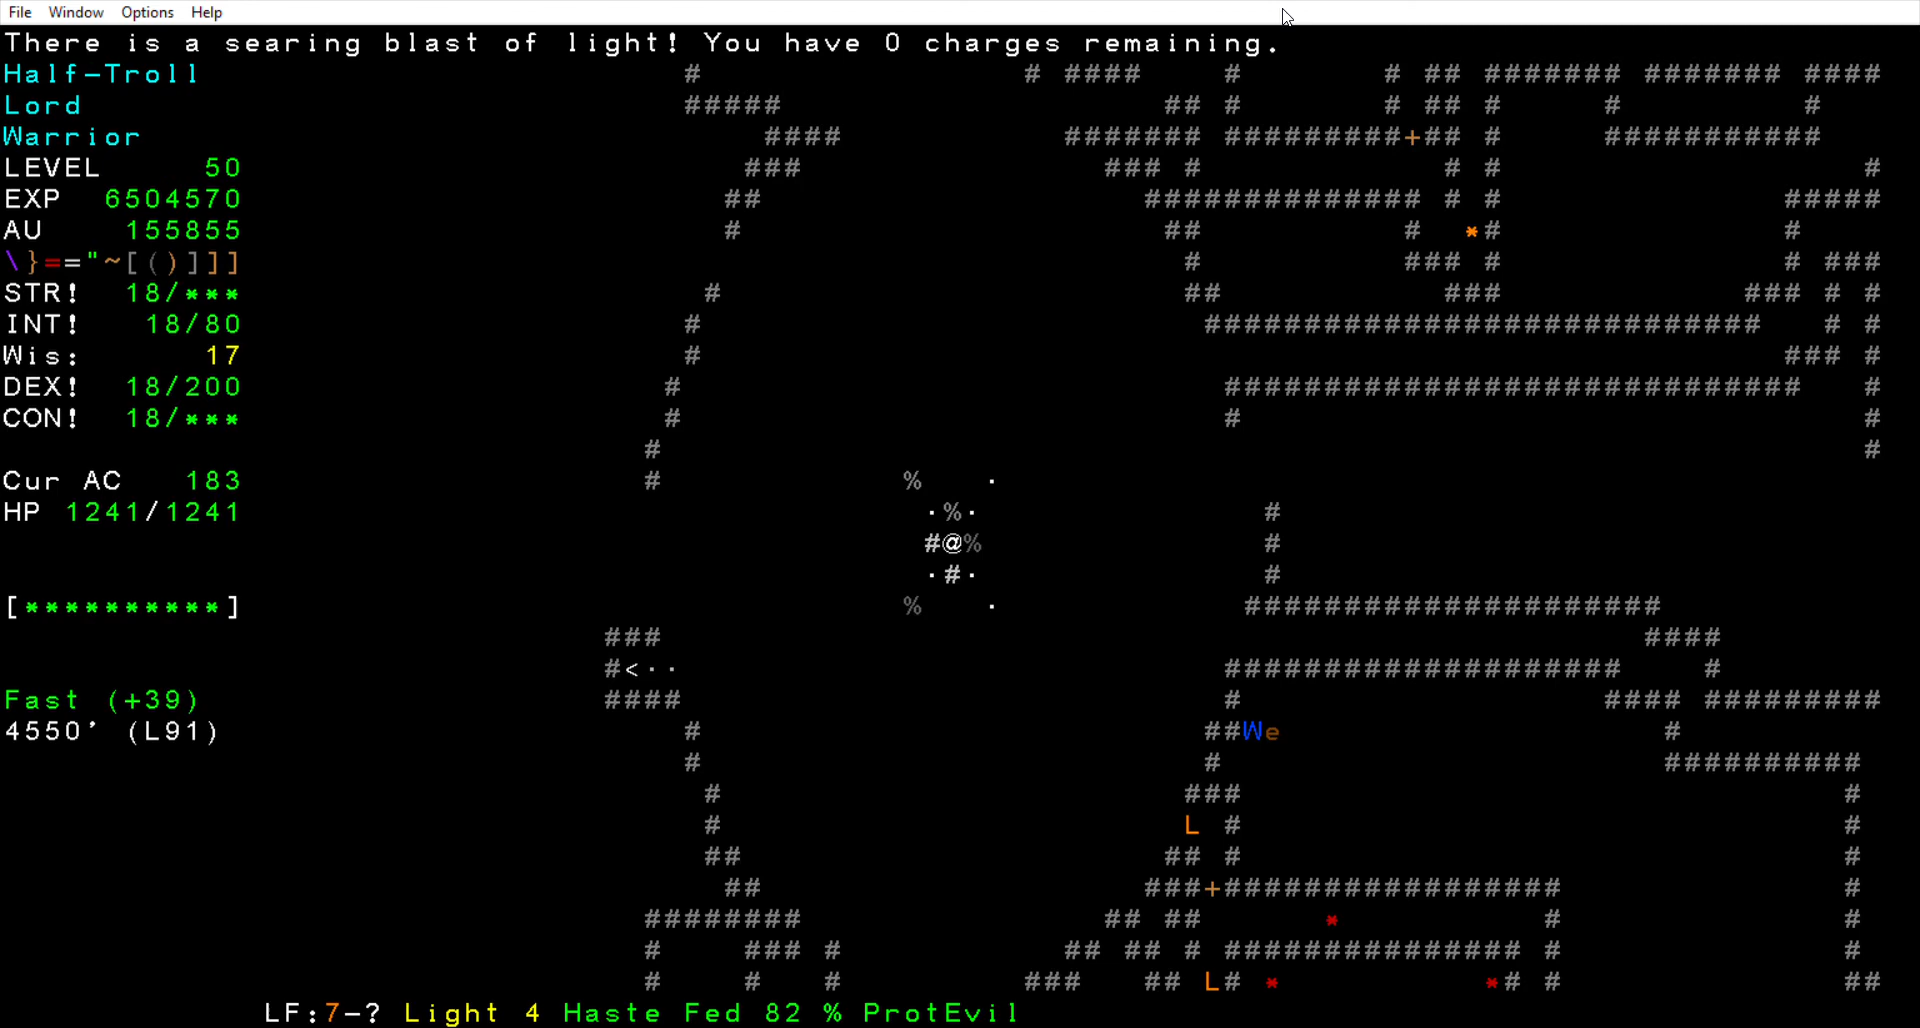 File Window Options Help
There is a searing blast of light! You have 0 charges remaining.
Half-Troll
Lord
Warrior
LEVEL 50
EXP 6504570
AU 155855
\}=="~[()]]]
STR! 18/***
INT! 18/80
Wis: 17
DEX! 18/200
CON! 18/***
Cur AC 183
HP 1241/1241
[**********]
Fast (+39)
4550' (L91)
LF:7-? Light 4 Haste Fed 82 % ProtEvil